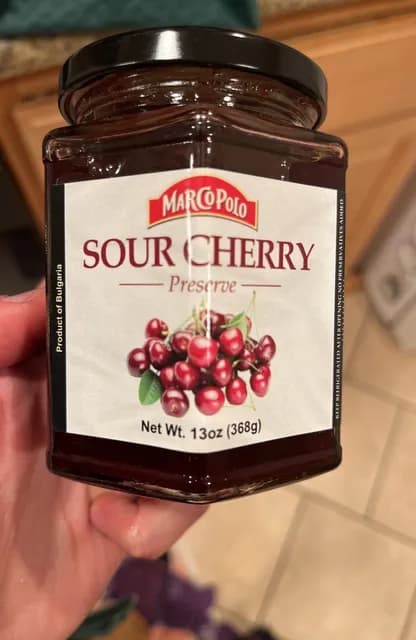 MARCOPOLO
SOUR CHERRY
Preserve
Product of Bulgaria
Net Wt. 13oz (368g)
KEEP REFRIGERATED AFTER OPENING NO PRESERVATIVES ADDED